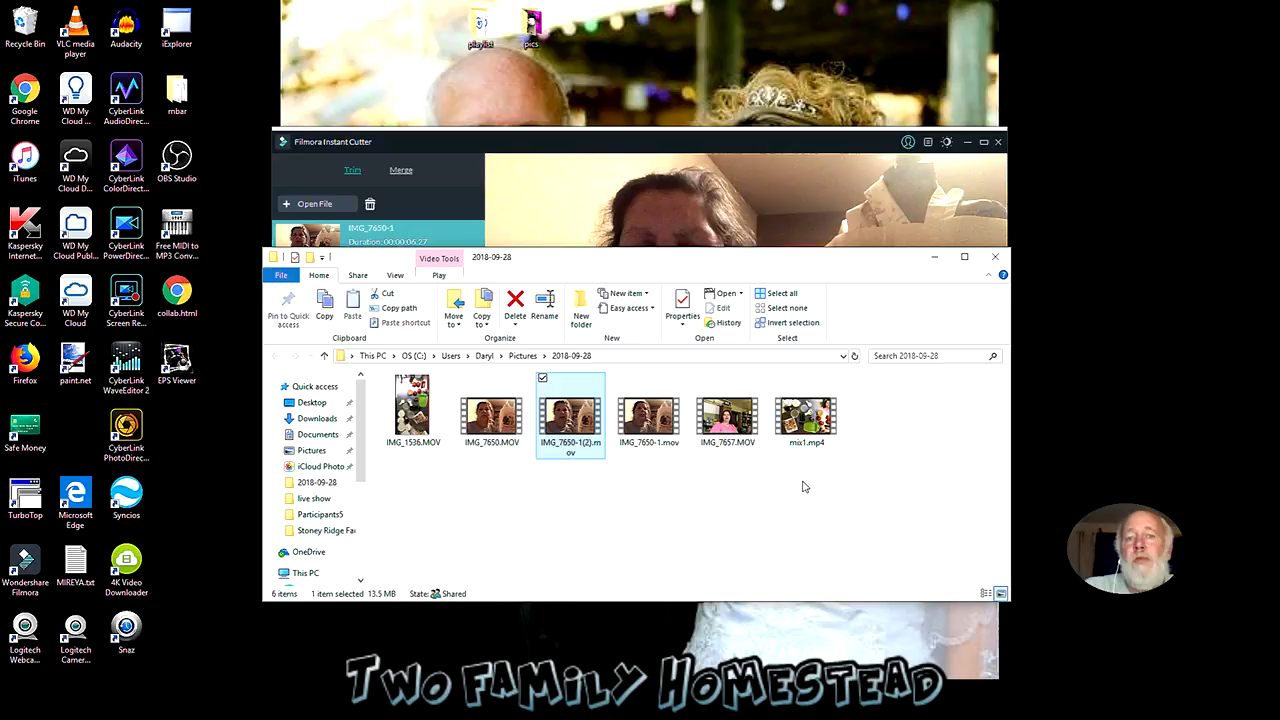 Recycle Bin
VLC media
player
Audacity
iExplorer
playlist
pics
Google
Chrome
WD My
Cloud ...
CyberLink
AudioDirec...
mbar
iTunes
WD My
Cloud D...
CyberLink
ColorDirect...
OBS Studio
Kaspersky
Internet...
WD My
Cloud Publ...
CyberLink
PowerDirec...
Free MIDI to
MP3 Conv...
Kaspersky
Secure Co...
WD My
Cloud
CyberLink
Screen Re...
collab.html
Firefox
paint.net
CyberLink
WaveEditor 2
EPS Viewer
Safe Money
CyberLink
PhotoDirec...
TurboTop
Microsoft
Edge
Syncios
Wondershare
Filmora
MIREYA.txt
4K Video
Downloader
Logitech
Webca...
Logitech
Camer...
Snaz
Filmora Instant Cutter
Trim
Merge
+ Open File
IMG_7650-1
Duration:00:00:06:27
Video Tools
2018-09-28
File
Home
Share
View
Play
Pin to Quick
access
Copy
Paste
Cut
Copy path
Paste shortcut
Clipboard
Move
to
Copy
to
Delete
Rename
Organize
New
folder
New item
Easy access
New
Properties
Open
Edit
History
Open
Select all
Select none
Invert selection
Select
This PC > OS (C:) > Users > Daryl > Pictures > 2018-09-28
Search 2018-09-28
Quick access
Desktop
Downloads
Documents
Pictures
iCloud Photo
2018-09-28
live show
Participants5
Stoney Ridge Fa
OneDrive
This PC
IMG_1536.MOV
IMG_7650.MOV
IMG_7650-1(2).m
ov
IMG_7650-1.mov
IMG_7657.MOV
mix1.mp4
6 items
1 item selected
13.5 MB
State:
Shared
Two Family Homestead